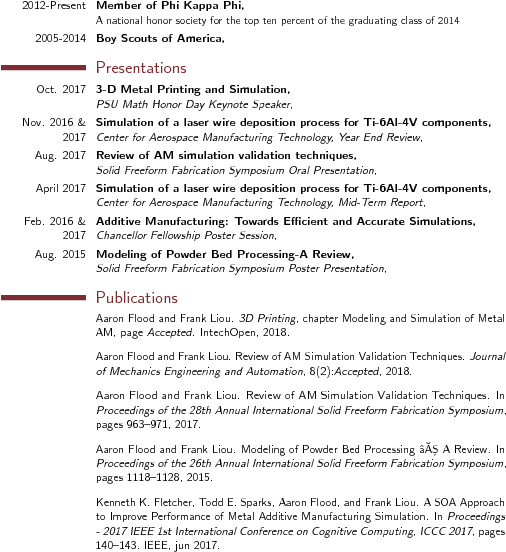 2012-Present Member of Phi Kappa Phi,
A national honor society for the top ten percent of the graduating class of 2014
2005-2014 Boy Scouts of America,
Presentations
Oct. 2017 3-D Metal Printing and Simulation,
PSU Math Honor Day Keynote Speaker,
Nov. 2016 & Simulation of a laser wire deposition process for Ti-6Al-4V components,
2017 Center for Aerospace Manufacturing Technology, Year End Review,
Aug. 2017 Review of AM simulation validation techniques,
Solid Freeform Fabrication Symposium Oral Presentation,
April 2017 Simulation of a laser wire deposition process for Ti-6Al-4V components,
Center for Aerospace Manufacturing Technology, Mid-Term Report,
Feb. 2016 & Additive Manufacturing: Towards Efficient and Accurate Simulations,
2017 Chancellor Fellowship Poster Session,
Aug. 2015 Modeling of Powder Bed Processing-A Review,
Solid Freeform Fabrication Symposium Poster Presentation,
Publications
Aaron Flood and Frank Liou. 3D Printing, chapter Modeling and Simulation of Metal
AM, page Accepted. IntechOpen, 2018.
Aaron Flood and Frank Liou. Review of AM Simulation Validation Techniques. Journal
of Mechanics Engineering and Automation, 8(2):Accepted, 2018.
Aaron Flood and Frank Liou. Review of AM Simulation Validation Techniques. In
Proceedings of the 28th Annual International Solid Freeform Fabrication Symposium,
pages 963–971, 2017.
Aaron Flood and Frank Liou. Modeling of Powder Bed Processing âĂŞ A Review. In
Proceedings of the 26th Annual International Solid Freeform Fabrication Symposium,
pages 1118–1128, 2015.
Kenneth K. Fletcher, Todd E. Sparks, Aaron Flood, and Frank Liou. A SOA Approach
to Improve Performance of Metal Additive Manufacturing Simulation. In Proceedings
- 2017 IEEE 1st International Conference on Cognitive Computing, ICCC 2017, pages
140–143. IEEE, jun 2017.